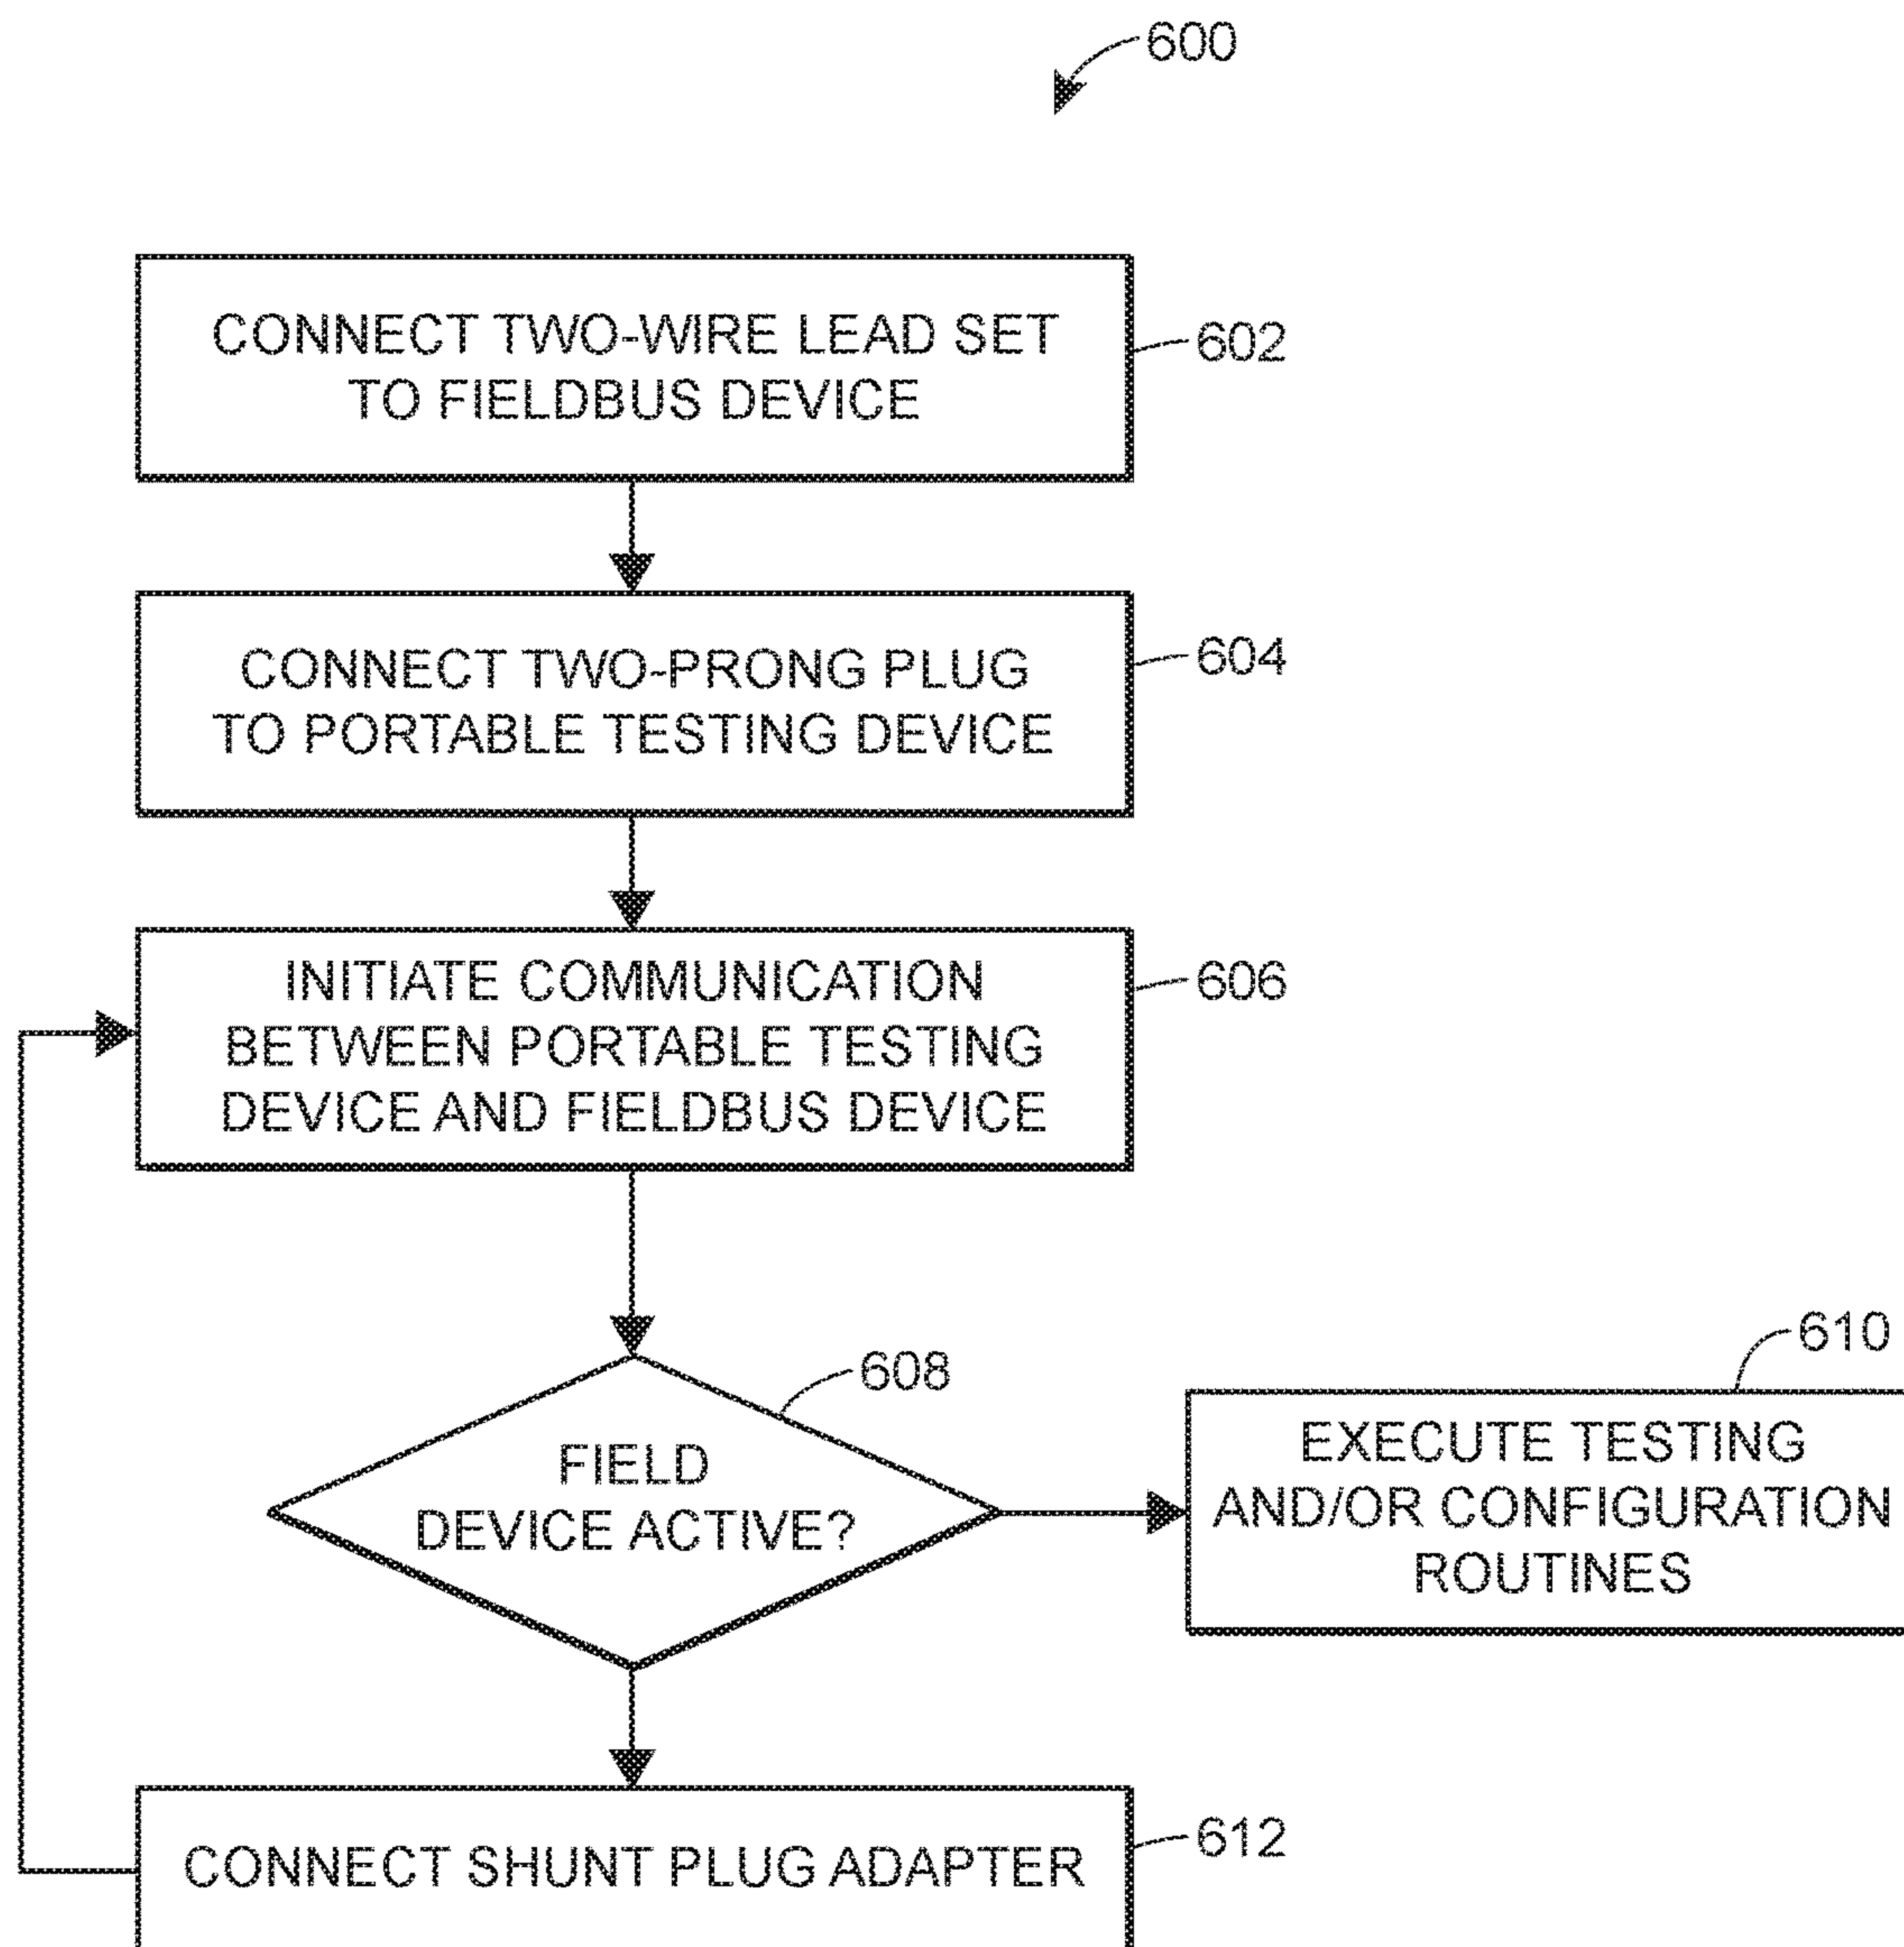 600
CONNECT TWO-WIRE LEAD SET
TO FIELDBUS DEVICE
602
CONNECT TWO-PRONG PLUG
TO PORTABLE TESTING DEVICE
604
INITIATE COMMUNICATION
BETWEEN PORTABLE TESTING
DEVICE AND FIELDBUS DEVICE
606
FIELD
DEVICE ACTIVE?
608
EXECUTE TESTING
AND/OR CONFIGURATION
ROUTINES
610
CONNECT SHUNT PLUG ADAPTER
612